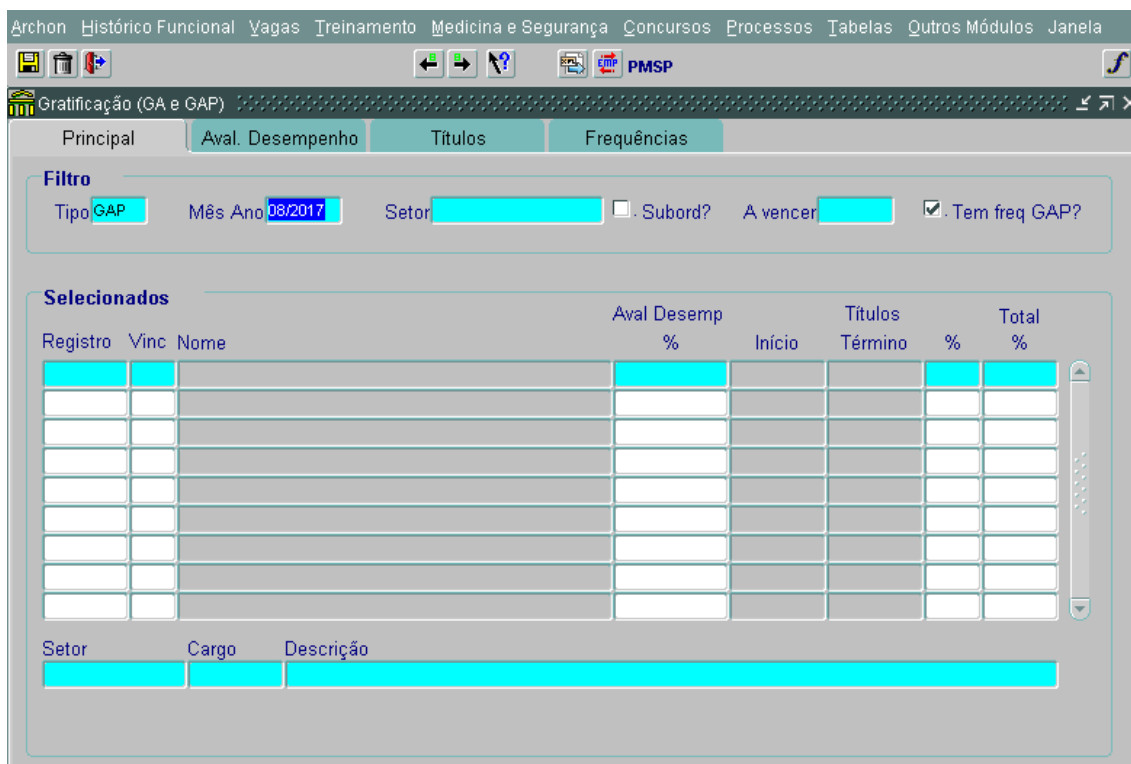 Archon Histórico Funcional Vagas Treinamento Medicina e Segurança Concursos Processos Tabelas Outros Módulos Janela
PMSP
Gratificação (GA e GAP)
Principal Aval. Desempenho Títulos Frequências
Filtro
Tipo GAP Mês Ano 08/2017 Setor . Subord? A vencer . Tem freq GAP?
Selecionados
Aval Desemp Títulos Total
Registro Vinc Nome % Início Término % %
Setor Cargo Descrição